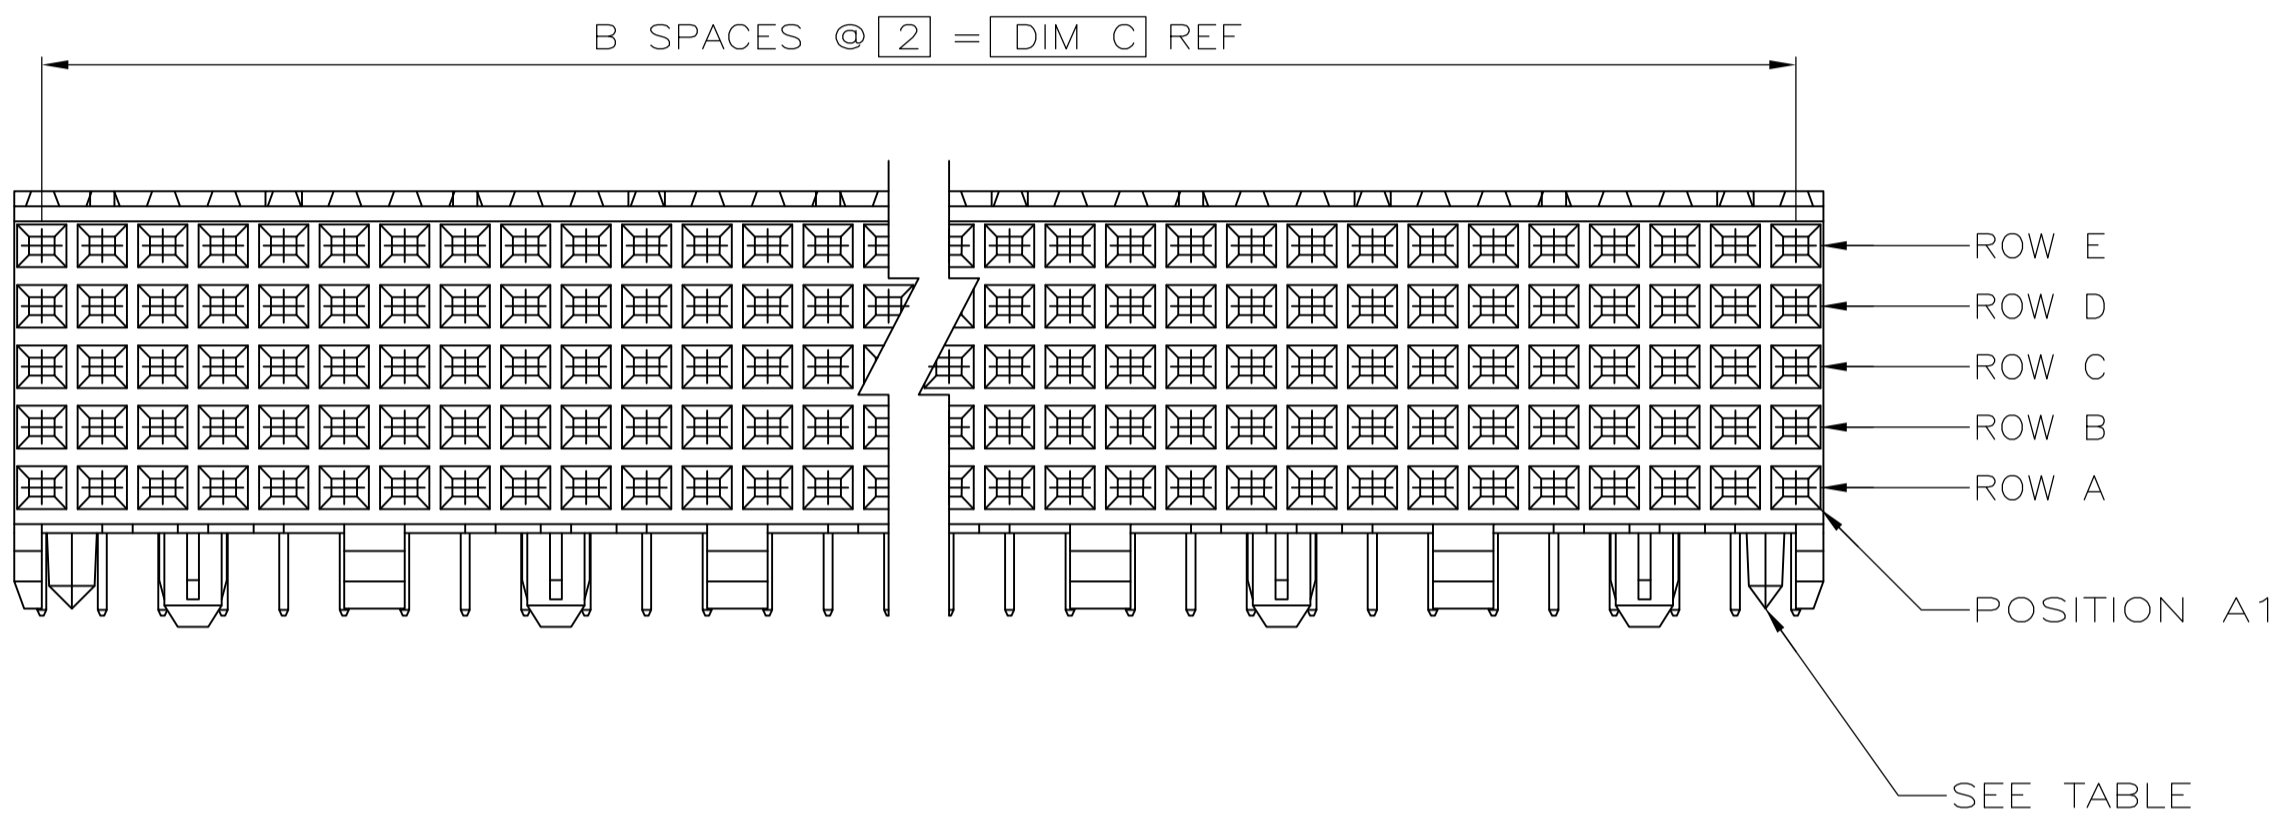 B SPACES @ 2 = DIM C REF
ROW E
ROW D
ROW C
ROW B
ROW A
POSITION A1
SEE TABLE